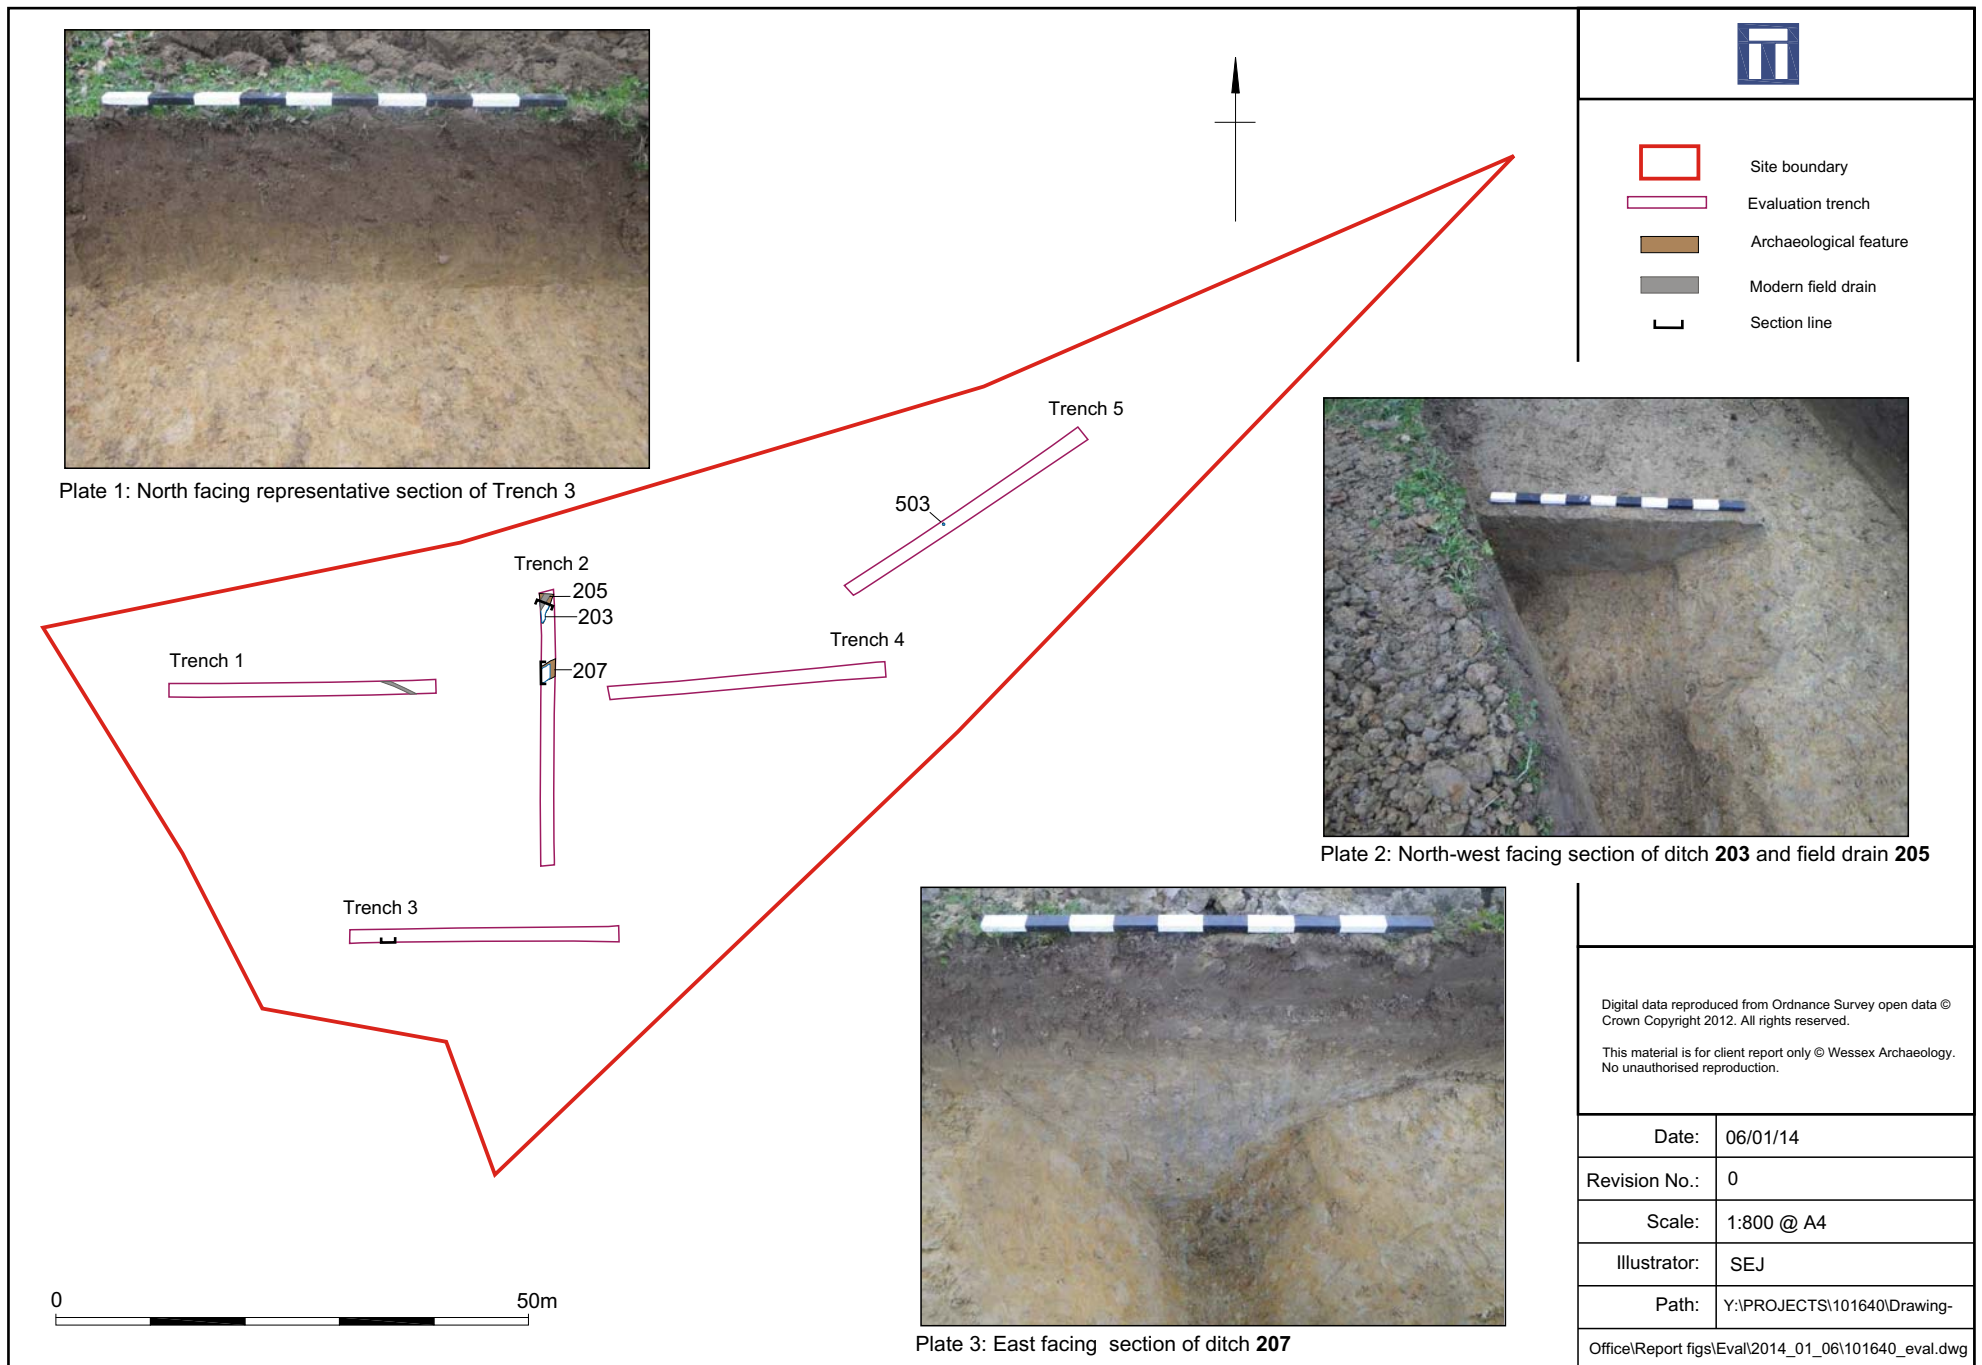 Plate 1: North facing representative section of Trench 3
Site boundary
Evaluation trench
Archaeological feature
Modern field drain
Section line
Trench 5
503
Trench 2
205
203
207
Trench 1
Trench 4
Trench 3
Plate 2: North-west facing section of ditch 203 and field drain 205
Plate 3: East facing section of ditch 207
0 50m
Digital data reproduced from Ordnance Survey open data ©
Crown Copyright 2012. All rights reserved.
This material is for client report only © Wessex Archaeology.
No unauthorised reproduction.
Date: 06/01/14
Revision No.: 0
Scale: 1:800 @ A4
Illustrator: SEJ
Path: Y:\PROJECTS\101640\Drawing-
Office\Report figs\Eval\2014_01_06\101640_eval.dwg